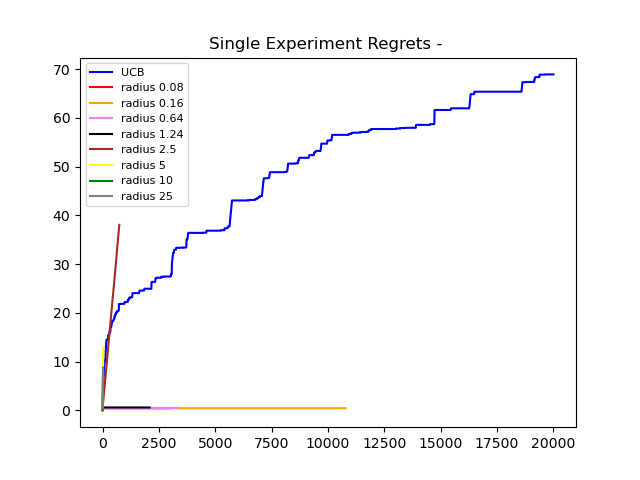 Single Experiment Regrets -
70
60
50
40
30
20
10
0
UCB
radius 0.08
radius 0.16
radius 0.64
radius 1.24
radius 2.5
radius 5
radius 10
radius 25
0 2500 5000 7500 10000 12500 15000 17500 20000